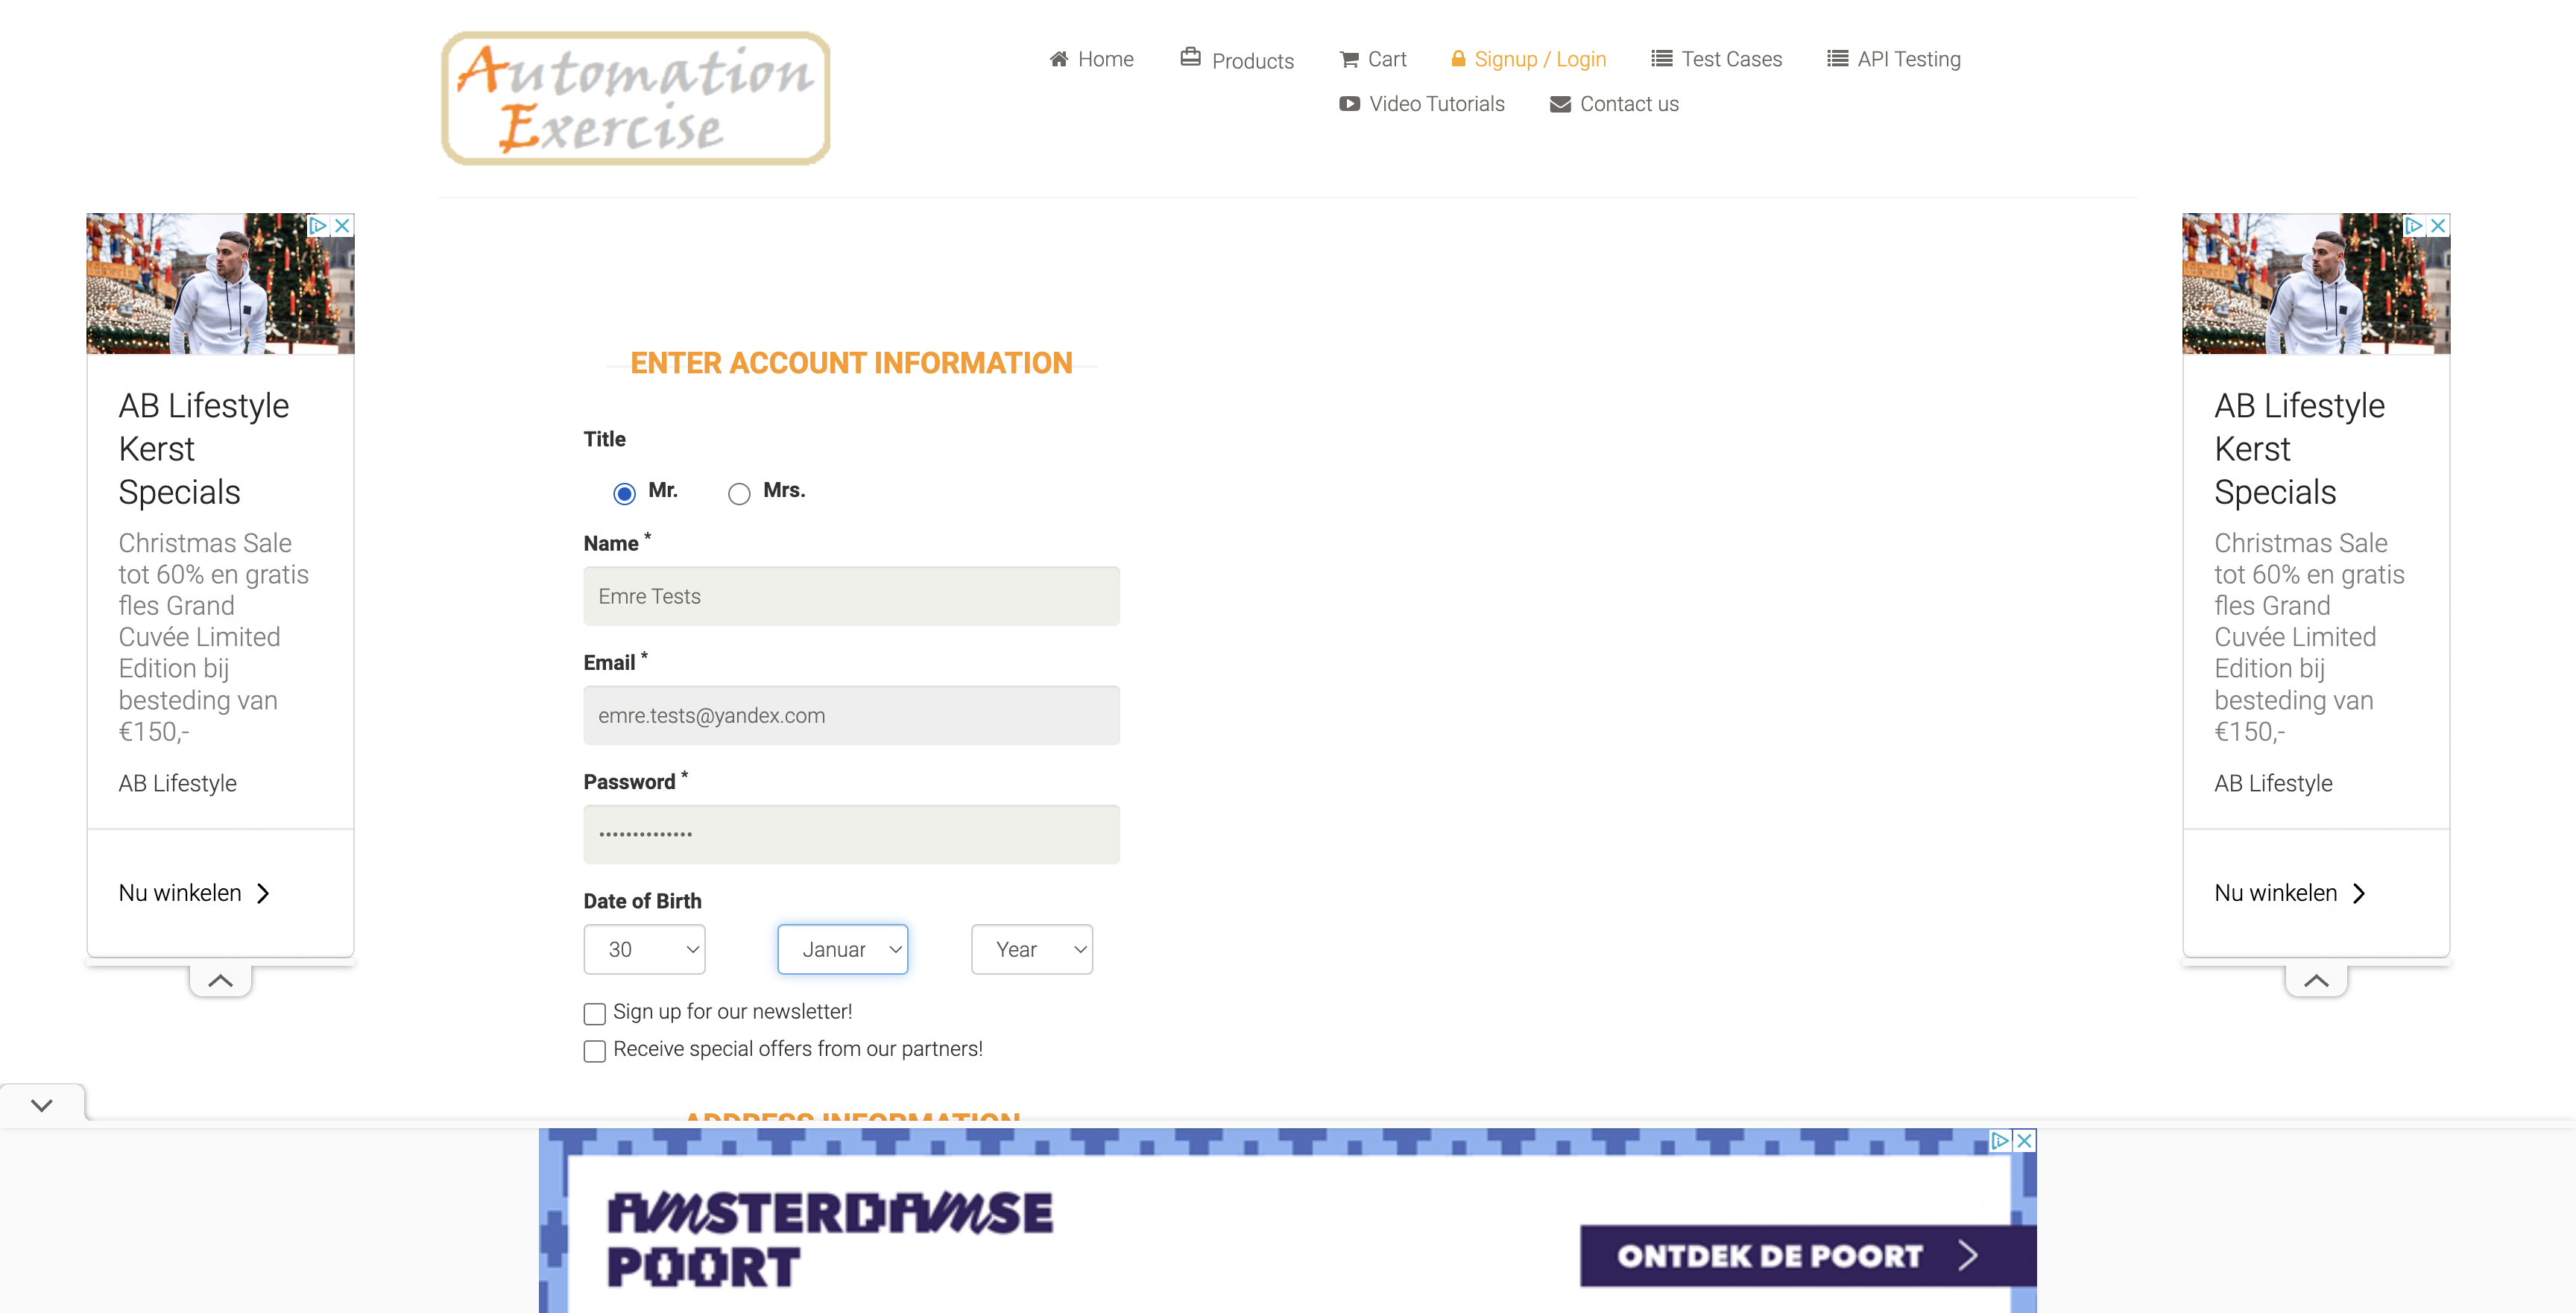 Automation
Exercise
Home
Products
Cart
Signup / Login
Test Cases
API Testing
Video Tutorials
Contact us
AB Lifestyle
Kerst
Specials
Christmas Sale
tot 60% en gratis
fles Grand
Cuvée Limited
Edition bij
besteding van
€150,-
AB Lifestyle
Nu winkelen
ENTER ACCOUNT INFORMATION
Title
Mr.
Mrs.
Name *
Emre Tests
Email *
emre.tests@yandex.com
Password *
••••••••••••••
Date of Birth
30
Januar
Year
Sign up for our newsletter!
Receive special offers from our partners!
ADDRESS INFORMATION
AB Lifestyle
Kerst
Specials
Christmas Sale
tot 60% en gratis
fles Grand
Cuvée Limited
Edition bij
besteding van
€150,-
AB Lifestyle
Nu winkelen
AMSTERDAMSE
POORT
ONTDEK DE POORT